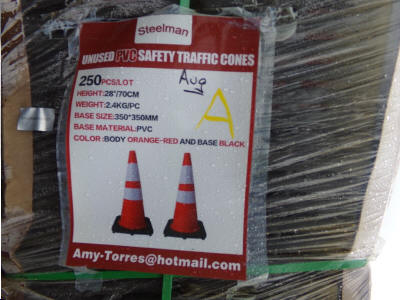 Steelman
UNUSED PVC SAFETY TRAFFIC CONES
250PCS/LOT
Aug
HEIGHT:28"/70CM
WEIGHT:2.4KG/PC
A
BASE SIZE:350*350MM
BASE MATERIAL:PVC
COLOR :BODY ORANGE-RED AND BASE BLACK
Amy-Torres@hotmail.com